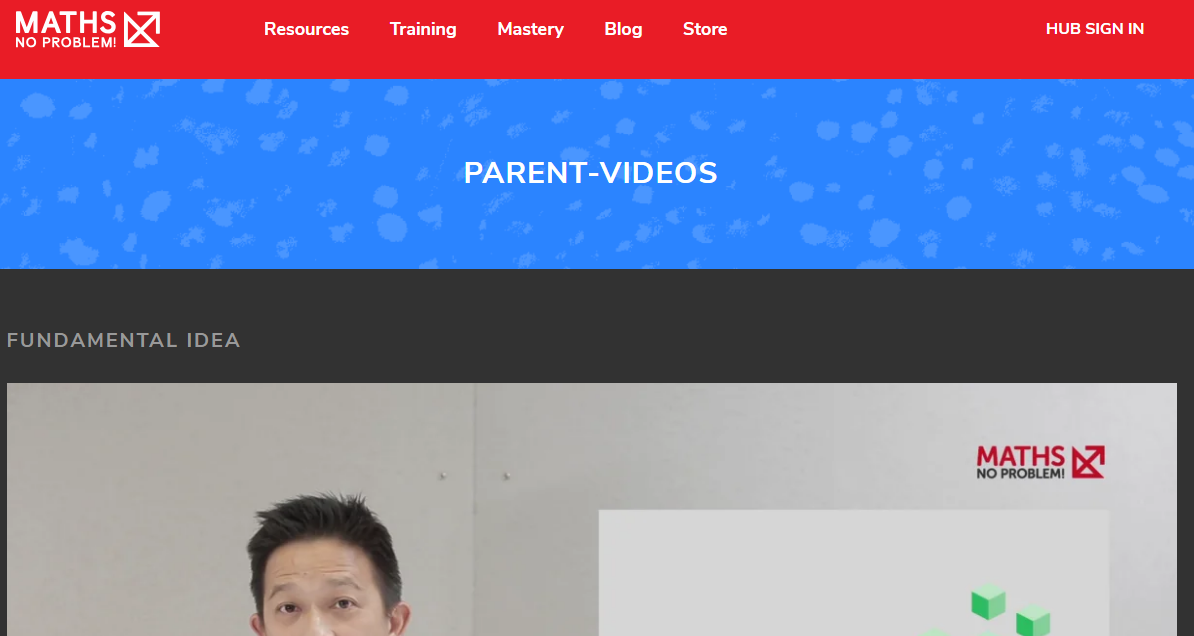 MATHS
NO PROBLEM!
Resources Training Mastery Blog Store
HUB SIGN IN
PARENT-VIDEOS
FUNDAMENTAL IDEA
MATHS
NO PROBLEM!